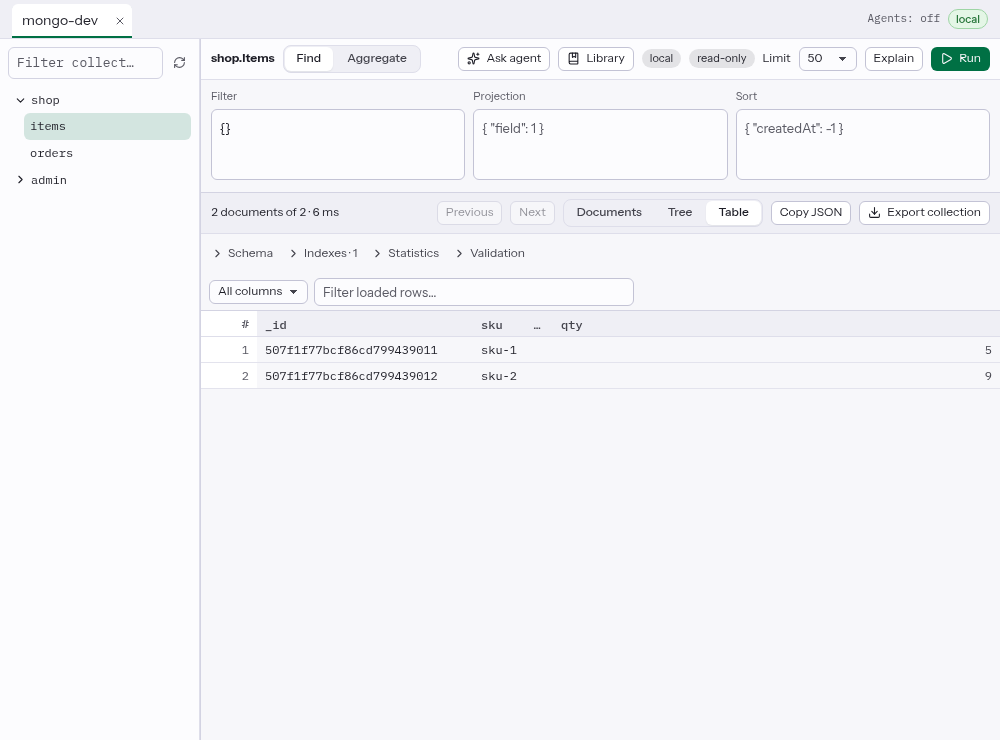 mongo-dev
Agents: off local
Filter collect…
shop
items
orders
admin
shop.items Find Aggregate Ask agent Library local read-only Limit 50 Explain Run
Filter Projection Sort
{} { "field": 1 } { "createdAt": -1 }
2 documents of 2 · 6 ms Previous Next Documents Tree Table Copy JSON Export collection
Schema Indexes · 1 Statistics Validation
All columns Filter loaded rows…
# _id sku … qty
1 507f1f77bcf86cd799439011 sku-1 5
2 507f1f77bcf86cd799439012 sku-2 9